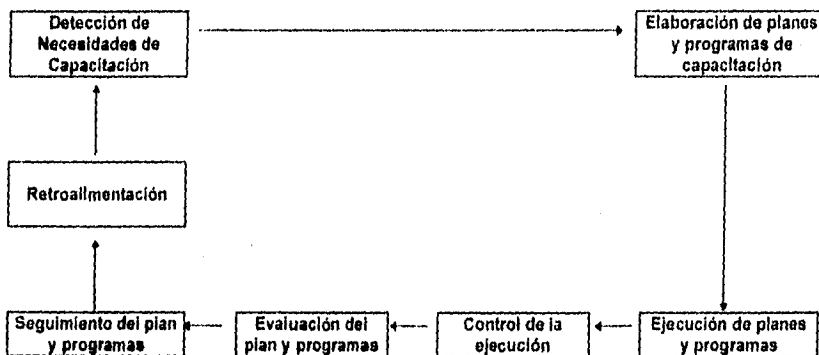 Detección de
Necesidades de
Capacitación
Elaboración de planes
y programas de
capacitación
Retroalimentación
Seguimiento del plan
y programas
Evaluación del
plan y programas
Control de la
ejecución
Ejecución de planes
y programas